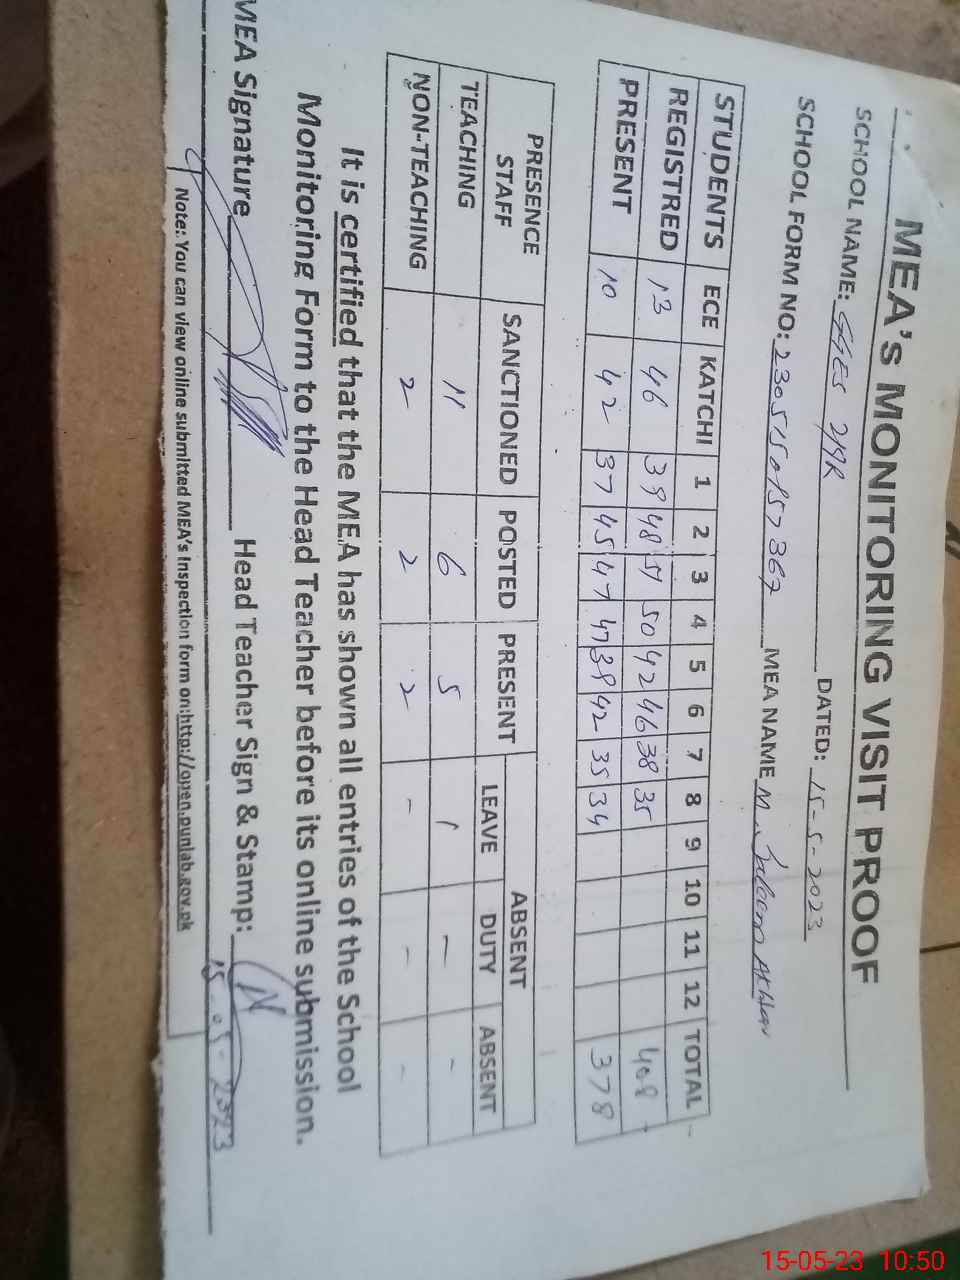 MEA's MONITORING VISIT PROOF
SCHOOL NAME: GGES 2/4R DATED: 15-5-2023
SCHOOL FORM NO: MEA NAME M. Saleem Akhtar
STUDENTS ECE KATCHI 1 2 3 4 5 6 7 8 9 10 11 12 TOTAL
REGISTRED 13 46 39 48 51 50 42 46 38 35 408
PRESENT 10 42 37 45 47 47 39 42 35 34 378
PRESENCE STAFF SANCTIONED POSTED PRESENT ABSENT
LEAVE DUTY ABSENT
TEACHING 11 6 5 1 - -
NON-TEACHING 2 2 2 - - -
It is certified that the MEA has shown all entries of the School
Monitoring Form to the Head Teacher before its online submission.
MEA Signature Head Teacher Sign & Stamp:
15-05-2023
Note: You can view online submitted MEA's Inspection form on:http://open.punjab.gov.pk
15-05-23 10:50